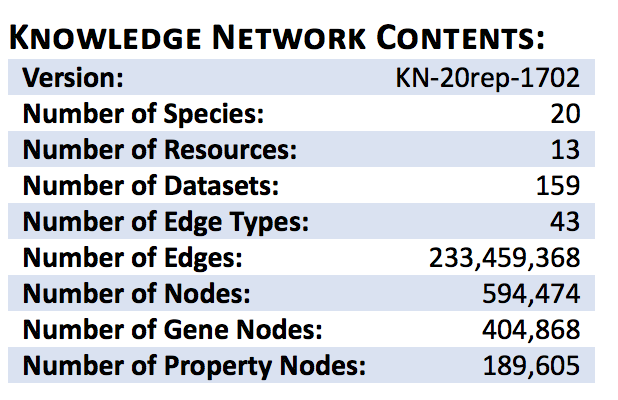 Knowledge Network Contents:
Version: KN-20rep-1702
Number of Species: 20
Number of Resources: 13
Number of Datasets: 159
Number of Edge Types: 43
Number of Edges: 233,459,368
Number of Nodes: 594,474
Number of Gene Nodes: 404,868
Number of Property Nodes: 189,605